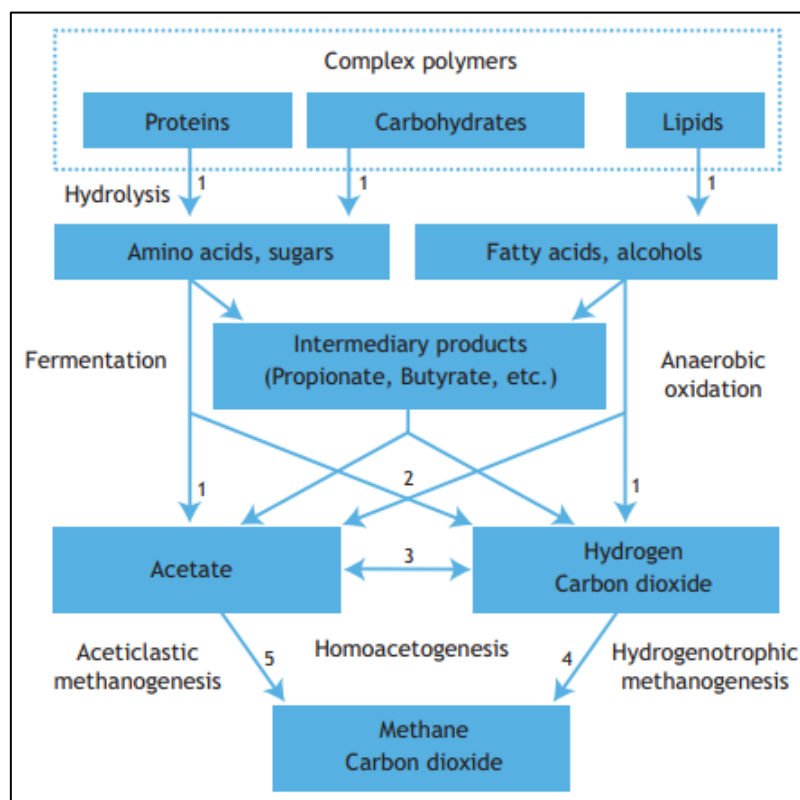 Complex polymers
Proteins
Carbohydrates
Lipids
1
1
1
Hydrolysis
Amino acids, sugars
Fatty acids, alcohols
Fermentation
Intermediary products
(Propionate, Butyrate, etc.)
Anaerobic
oxidation
1
2
1
Acetate
3
Hydrogen
Carbon dioxide
Aceticlastic
methanogenesis
5
Homoacetogenesis
4
Hydrogenotrophic
methanogenesis
Methane
Carbon dioxide